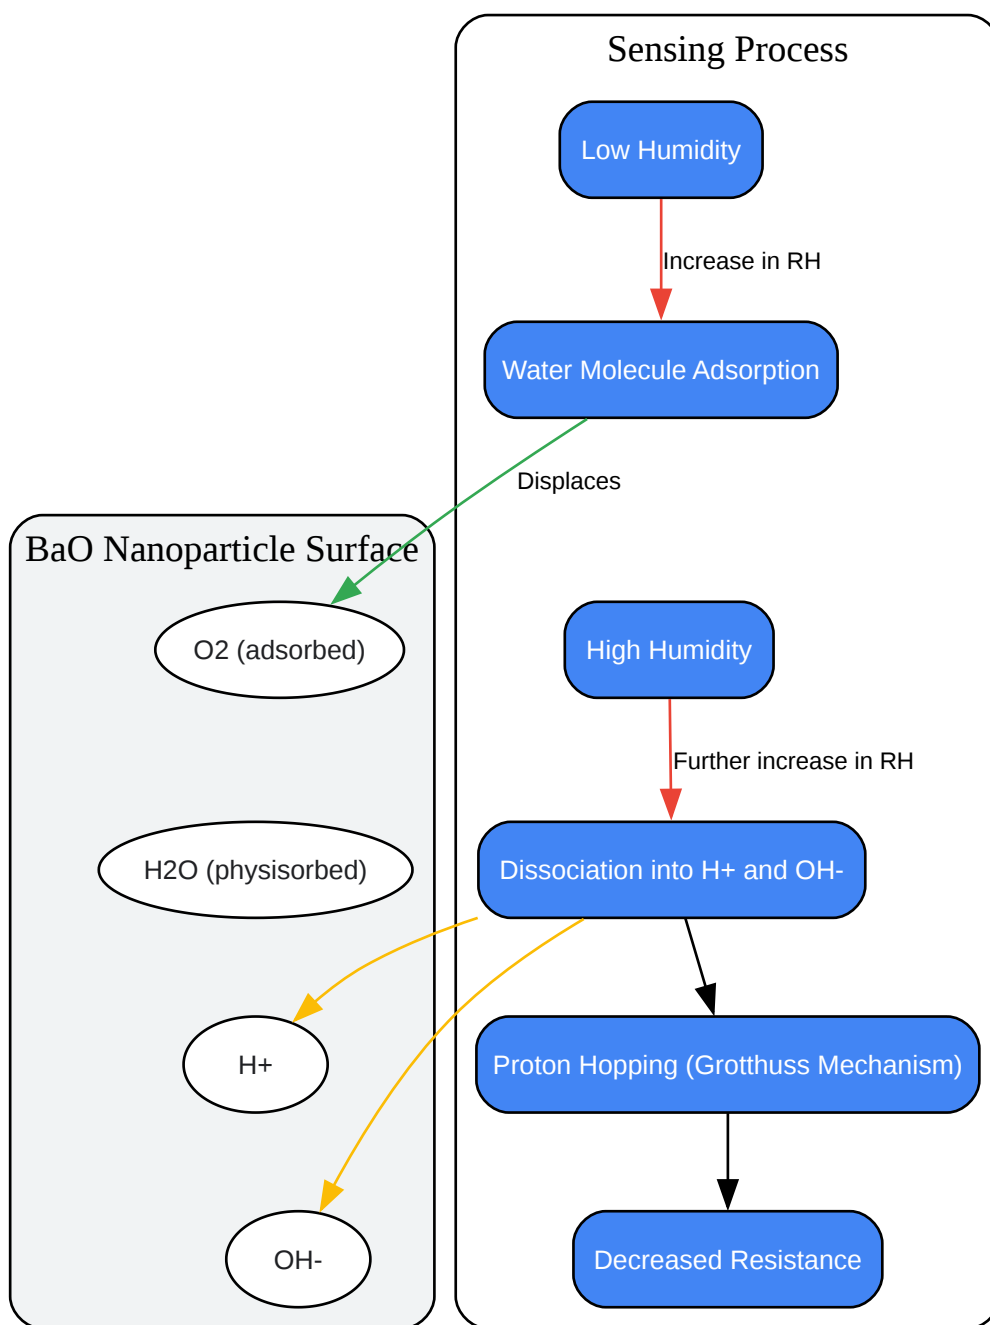 Sensing Process
Low Humidity
Increase in RH
Water Molecule Adsorption
Displaces
BaO Nanoparticle Surface
O2 (adsorbed)
High Humidity
Further increase in RH
H2O (physisorbed)
Dissociation into H+ and OH-
H+
Proton Hopping (Grotthuss Mechanism)
OH-
Decreased Resistance